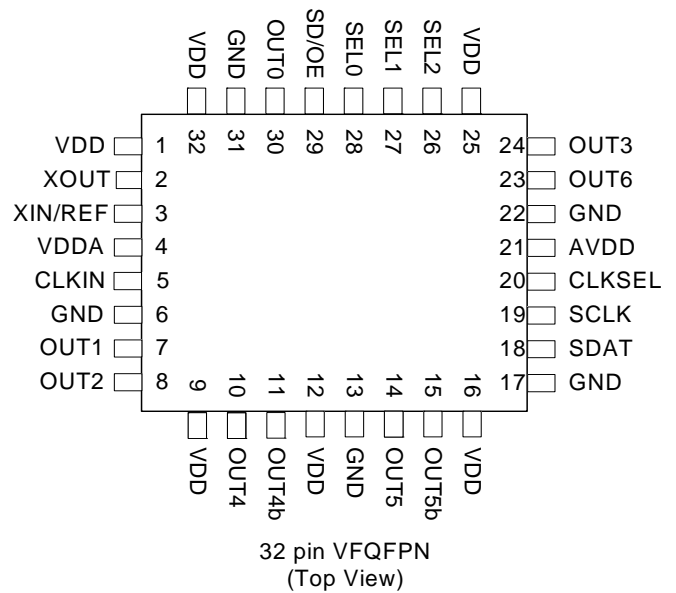 VDD GND OUT0 SD/OE SEL0 SEL1 SEL2 VDD
32 31 30 29 28 27 26 25
VDD 1 24 OUT3
XOUT 2 23 OUT6
XIN/REF 3 22 GND
VDDA 4 21 AVDD
CLKIN 5 20 CLKSEL
GND 6 19 SCLK
OUT1 7 18 SDAT
OUT2 8 17 GND
9 10 11 12 13 14 15 16
VDD OUT4 OUT4b VDD GND OUT5 OUT5b VDD
32 pin VFQFPN
(Top View)